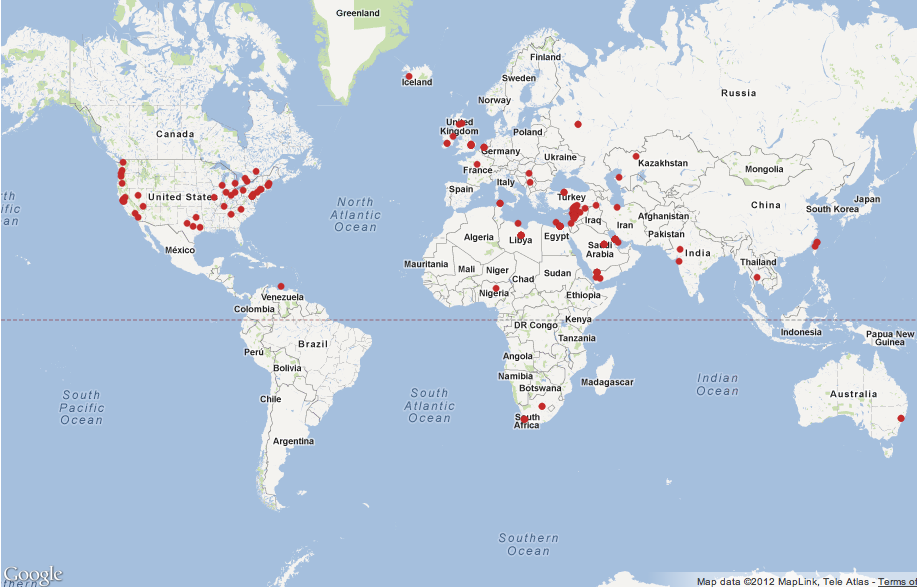 Greenland
Finland
Iceland
Sweden
Russia
Norway
United
Kingdom
Canada
Poland
Germany
Ukraine
Kazakhstan
France
Mongolia
United States
Italy
Spain
Turkey
Japan
North
Atlantic
Ocean
China
South Korea
Afghanistan
Iraq
Iran
Pakistan
Algeria
Libya
Egypt
Saudi
Arabia
India
México
Mauritania
Mali
Niger
Chad
Sudan
Thailand
Venezuela
Nigeria
Ethiopia
Colombia
Kenya
DR Congo
Indonesia
Papua New
Guinea
Tanzania
Brazil
Perú
Angola
Bolivia
Namibia
Botswana
Madagascar
Indian
Ocean
South
Pacific
Ocean
Chile
South
Atlantic
Ocean
Australia
South
Africa
Argentina
Southern
Ocean
Google
Map data ©2012 MapLink, Tele Atlas - Terms of